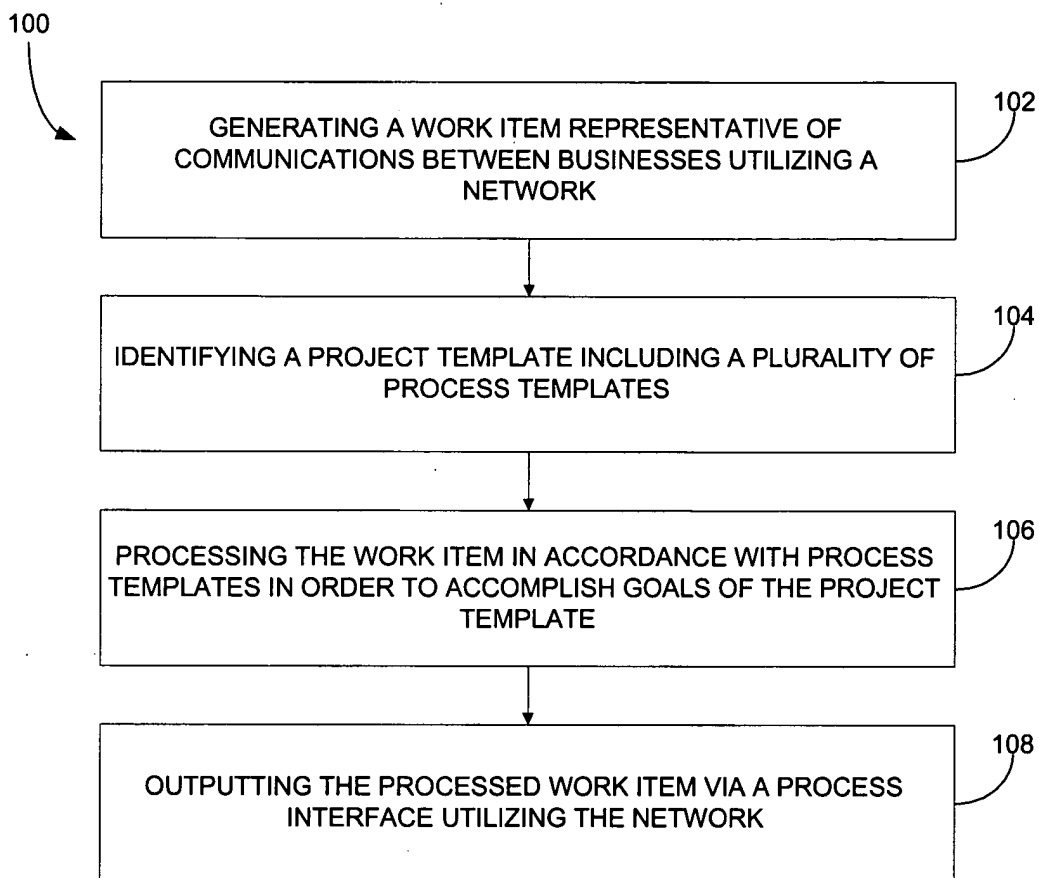 100
GENERATING A WORK ITEM REPRESENTATIVE OF
COMMUNICATIONS BETWEEN BUSINESSES UTILIZING A
NETWORK
102
IDENTIFYING A PROJECT TEMPLATE INCLUDING A PLURALITY OF
PROCESS TEMPLATES
104
PROCESSING THE WORK ITEM IN ACCORDANCE WITH PROCESS
TEMPLATES IN ORDER TO ACCOMPLISH GOALS OF THE PROJECT
TEMPLATE
106
OUTPUTTING THE PROCESSED WORK ITEM VIA A PROCESS
INTERFACE UTILIZING THE NETWORK
108